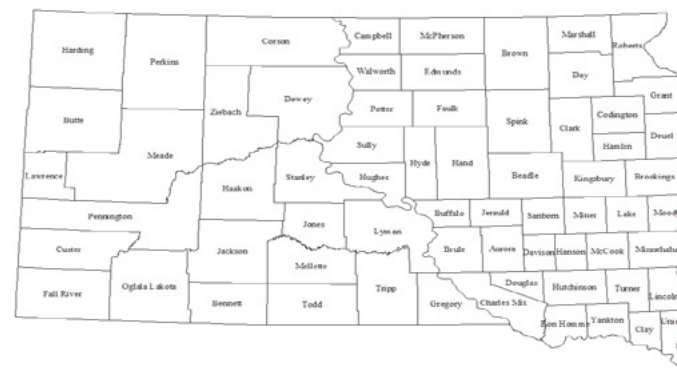 Harding
Perkins
Corson
Campbell
McPherson
Brown
Marshall
Roberts
Walworth
Edmunds
Day
Grant
Butte
Ziebach
Dewey
Potter
Faulk
Spink
Clark
Codington
Hamlin
Deuel
Meade
Sully
Hyde
Hand
Lawrence
Haakon
Stanley
Hughes
Beadle
Kingsbury
Brookings
Pennington
Jones
Lyman
Buffalo
Jerauld
Sanborn
Miner
Lake
Custer
Jackson
Brule
Aurora
Davison
Hanson
McCook
Mellette
Fall River
Oglala Lakota
Bennett
Todd
Tripp
Gregory
Charles Mix
Douglas
Hutchinson
Turner
Bon Homme
Yankton
Clay